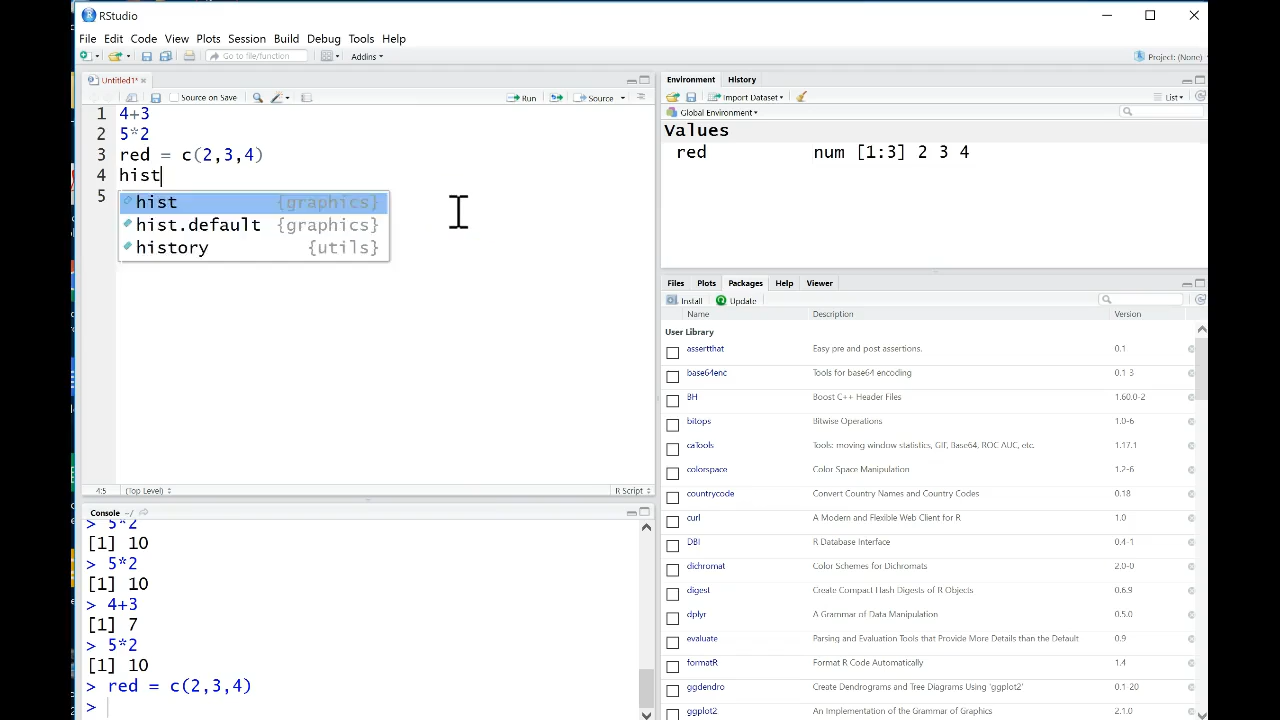 RStudio
File Edit Code View Plots Session Build Debug Tools Help
Go to file/function Addins Project: (None)
Untitled1*
Source on Save Run Source
1 4+3
2 5*2
3 red = c(2,3,4)
4 hist
5
hist {graphics}
hist.default {graphics}
history {utils}
4:5 (Top Level) R Script
Console ~/
> 5*2
[1] 10
> 5*2
[1] 10
> 4+3
[1] 7
> 5*2
[1] 10
> red = c(2,3,4)
>
Environment History
Import Dataset List
Global Environment
Values
red num [1:3] 2 3 4
Files Plots Packages Help Viewer
Install Update
Name Description Version
User Library
assertthat Easy pre and post assertions. 0.1
base64enc Tools for base64 encoding 0.1-3
BH Boost C++ Header Files 1.60.0-2
bitops Bitwise Operations 1.0-6
caTools Tools: moving window statistics, GIF, Base64, ROC AUC, etc. 1.17.1
colorspace Color Space Manipulation 1.2-6
countrycode Convert Country Names and Country Codes 0.18
curl A Modern and Flexible Web Client for R 1.0
DBI R Database Interface 0.4-1
dichromat Color Schemes for Dichromats 2.0-0
digest Create Compact Hash Digests of R Objects 0.6.9
dplyr A Grammar of Data Manipulation 0.5.0
evaluate Parsing and Evaluation Tools that Provide More Details than the Default 0.9
formatR Format R Code Automatically 1.4
ggdendro Create Dendrograms and Tree Diagrams Using 'ggplot2' 0.1-20
ggplot2 An Implementation of the Grammar of Graphics 2.1.0